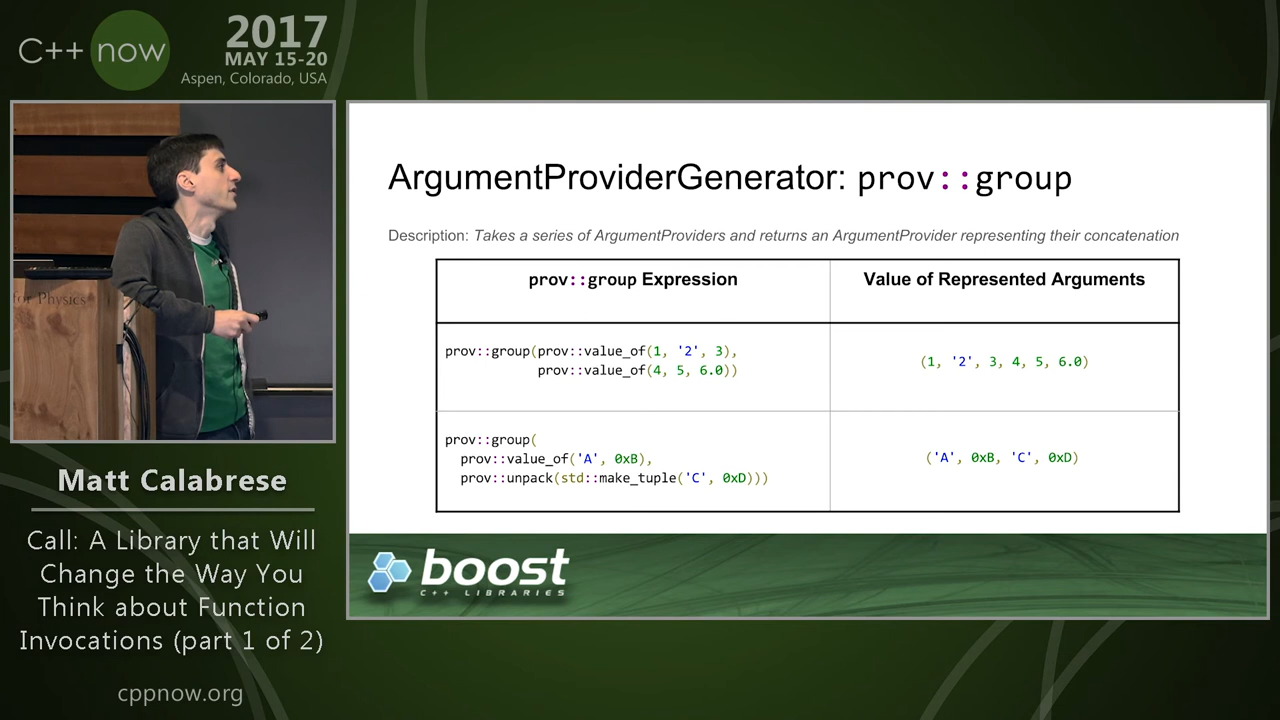 C++ now
2017
MAY 15-20
Aspen, Colorado, USA
for Physics
Matt Calabrese
Call: A Library that Will
Change the Way You
Think about Function
Invocations (part 1 of 2)
cppnow.org
ArgumentProviderGenerator: prov::group
Description: Takes a series of ArgumentProviders and returns an ArgumentProvider representing their concatenation
prov::group Expression
Value of Represented Arguments
prov::group(prov::value_of(1, '2', 3),
prov::value_of(4, 5, 6.0))
(1, '2', 3, 4, 5, 6.0)
prov::group(
prov::value_of('A', 0xB),
prov::unpack(std::make_tuple('C', 0xD)))
('A', 0xB, 'C', 0xD)
boost
C++ LIBRARIES